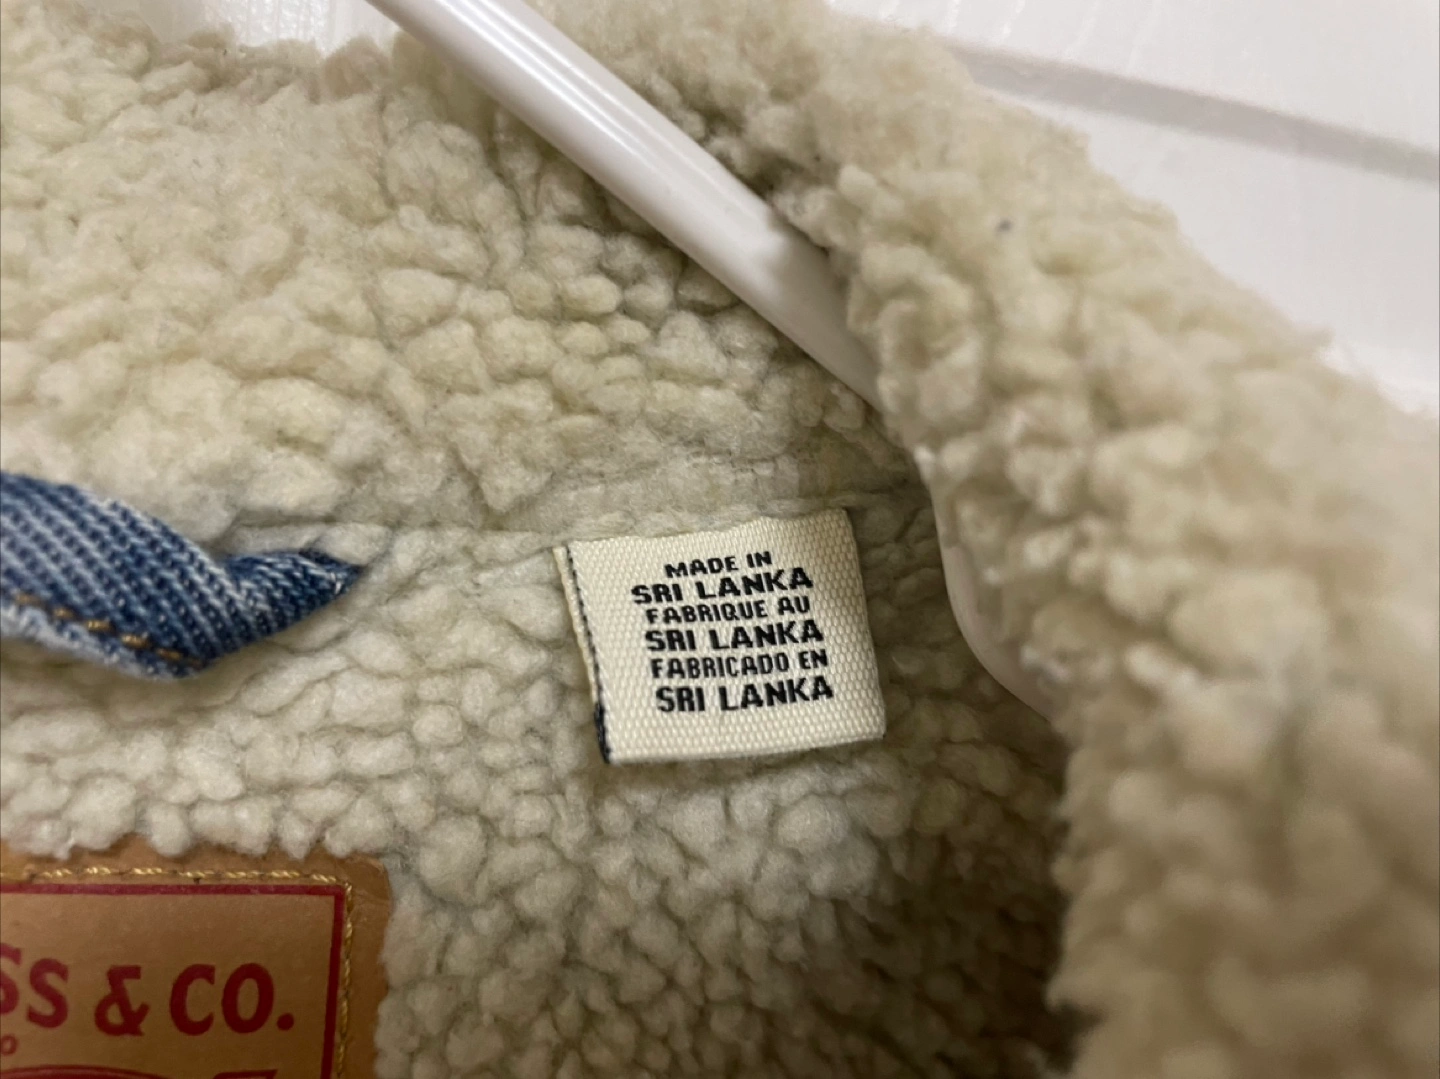 MADE IN
SRI LANKA
FABRIQUE AU
SRI LANKA
FABRICADO EN
SRI LANKA
SS & CO.